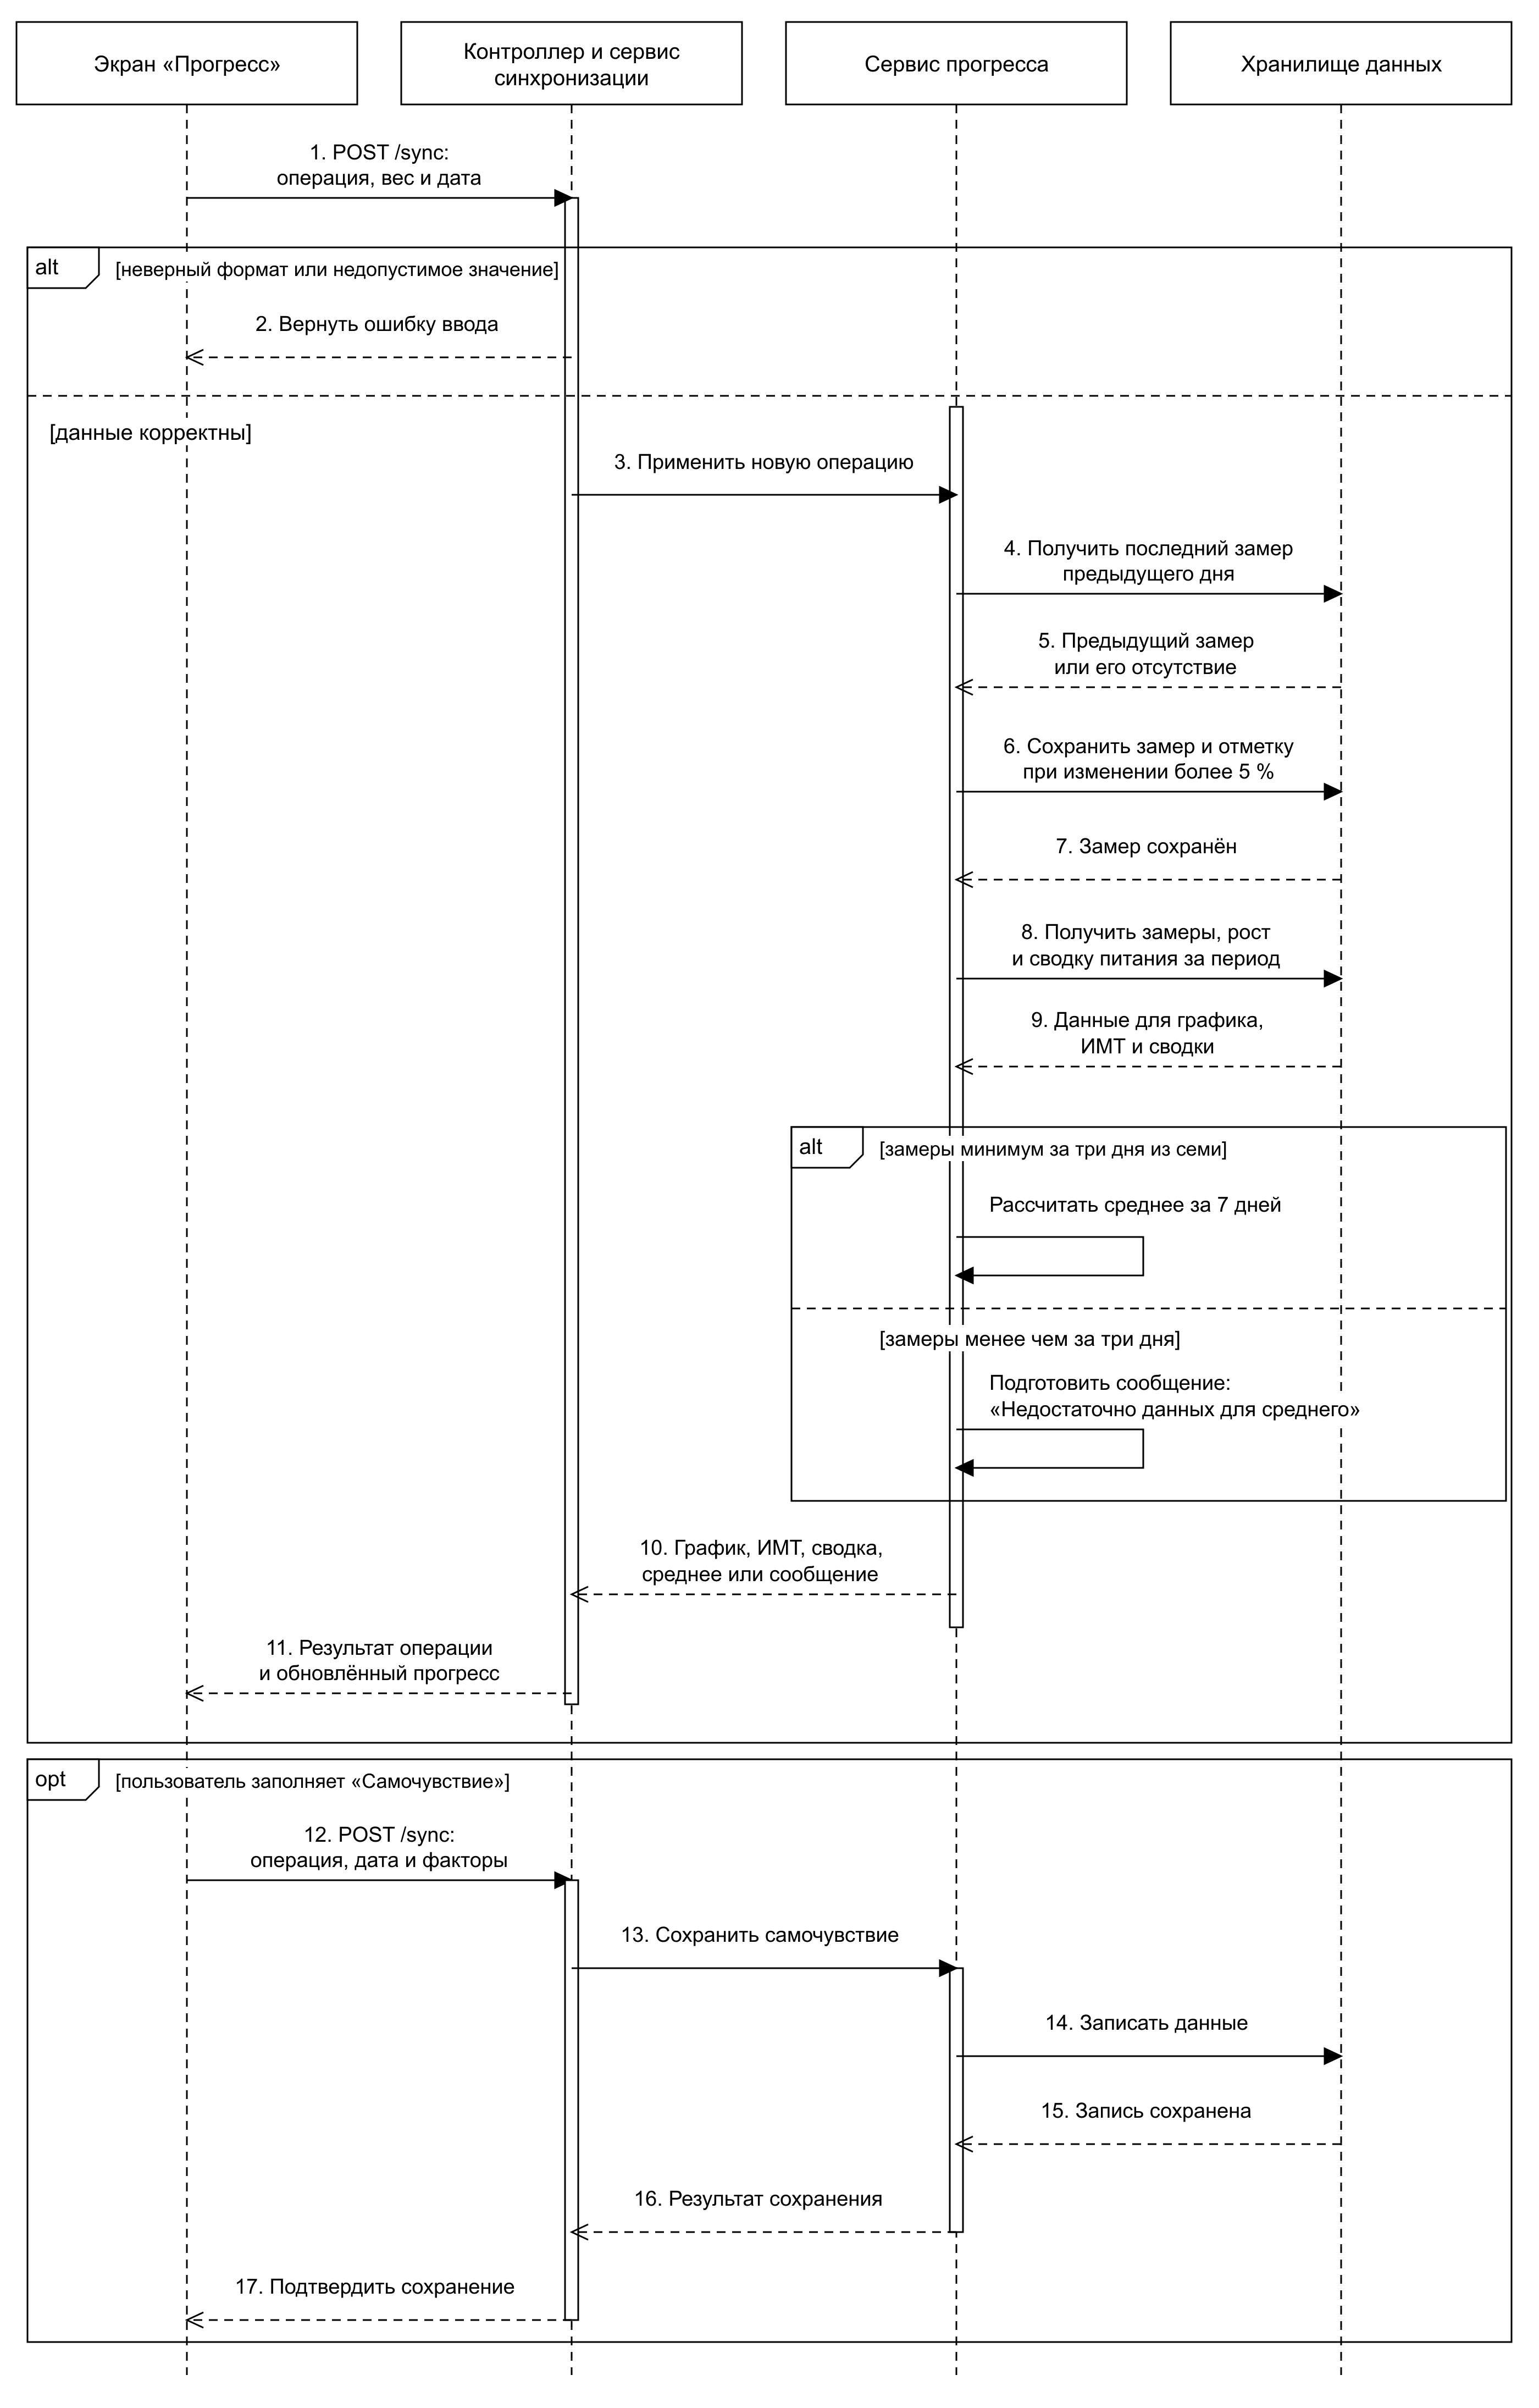 Экран «Прогресс»
Контроллер и сервис
синхронизации
Сервис прогресса
Хранилище данных
1. POST /sync:
операция, вес и дата
alt
[неверный формат или недопустимое значение]
2. Вернуть ошибку ввода
[данные корректны]
3. Применить новую операцию
4. Получить последний замер
предыдущего дня
5. Предыдущий замер
или его отсутствие
6. Сохранить замер и отметку
при изменении более 5 %
7. Замер сохранён
8. Получить замеры, рост
и сводку питания за период
9. Данные для графика,
ИМТ и сводки
alt
[замеры минимум за три дня из семи]
Рассчитать среднее за 7 дней
[замеры менее чем за три дня]
Подготовить сообщение:
«Недостаточно данных для среднего»
10. График, ИМТ, сводка,
среднее или сообщение
11. Результат операции
и обновлённый прогресс
opt
[пользователь заполняет «Самочувствие»]
12. POST /sync:
операция, дата и факторы
13. Сохранить самочувствие
14. Записать данные
15. Запись сохранена
16. Результат сохранения
17. Подтвердить сохранение